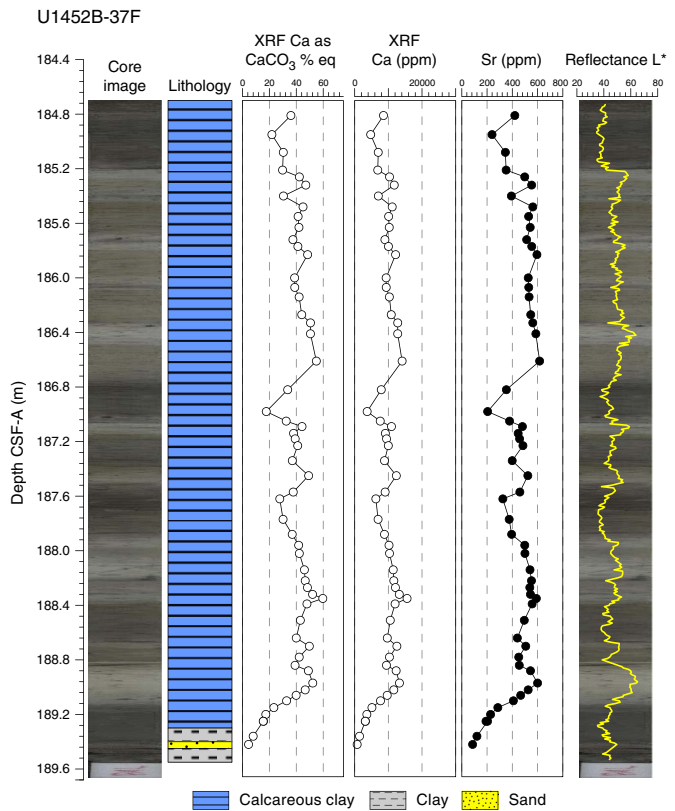 U1452B-37F
XRF Ca as
CaCO3 % eq
XRF
Ca (ppm)
Sr (ppm)
Reflectance L*
Core
image
Lithology
0 20 40 60
0 20000
0 200 400 600 800
20 40 60 80
Depth CSF-A (m)
184.4
184.8
185.2
185.6
186.0
186.4
186.8
187.2
187.6
188.0
188.4
188.8
189.2
189.6
Calcareous clay
Clay
Sand